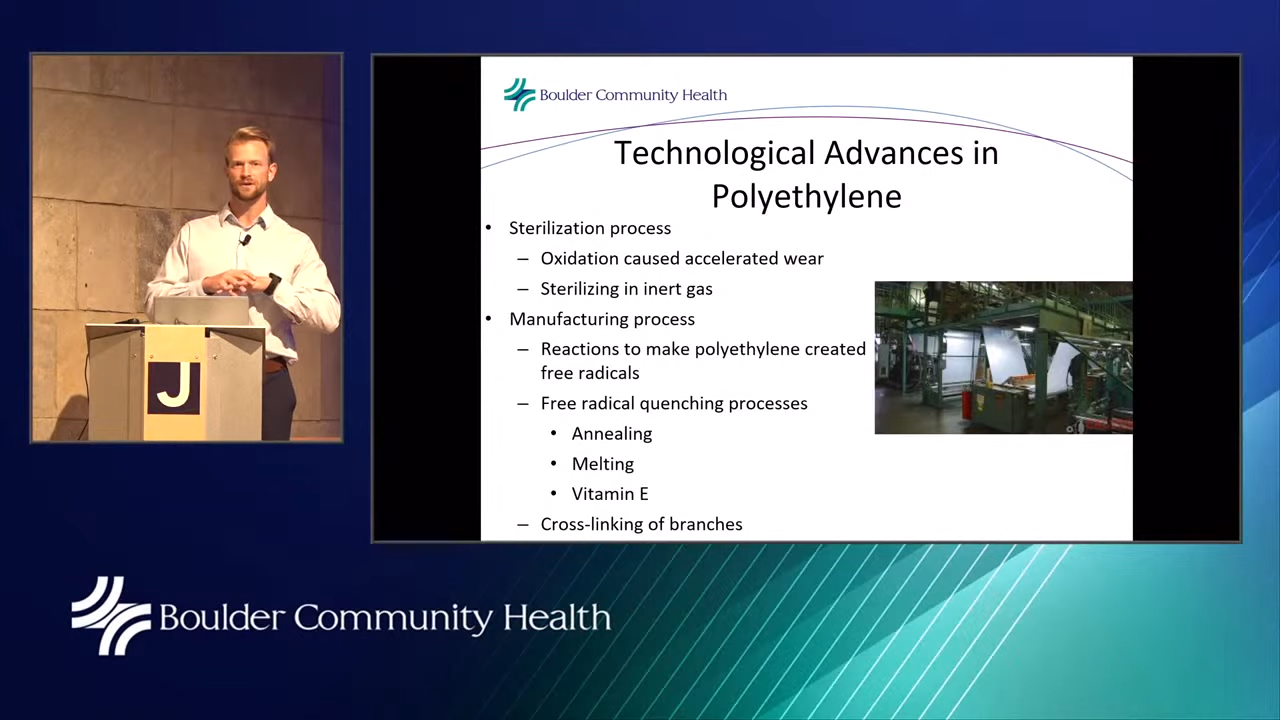 Boulder Community Health
Technological Advances in
Polyethylene
• Sterilization process
– Oxidation caused accelerated wear
– Sterilizing in inert gas
• Manufacturing process
– Reactions to make polyethylene created
free radicals
– Free radical quenching processes
• Annealing
• Melting
• Vitamin E
– Cross-linking of branches
J
Boulder Community Health